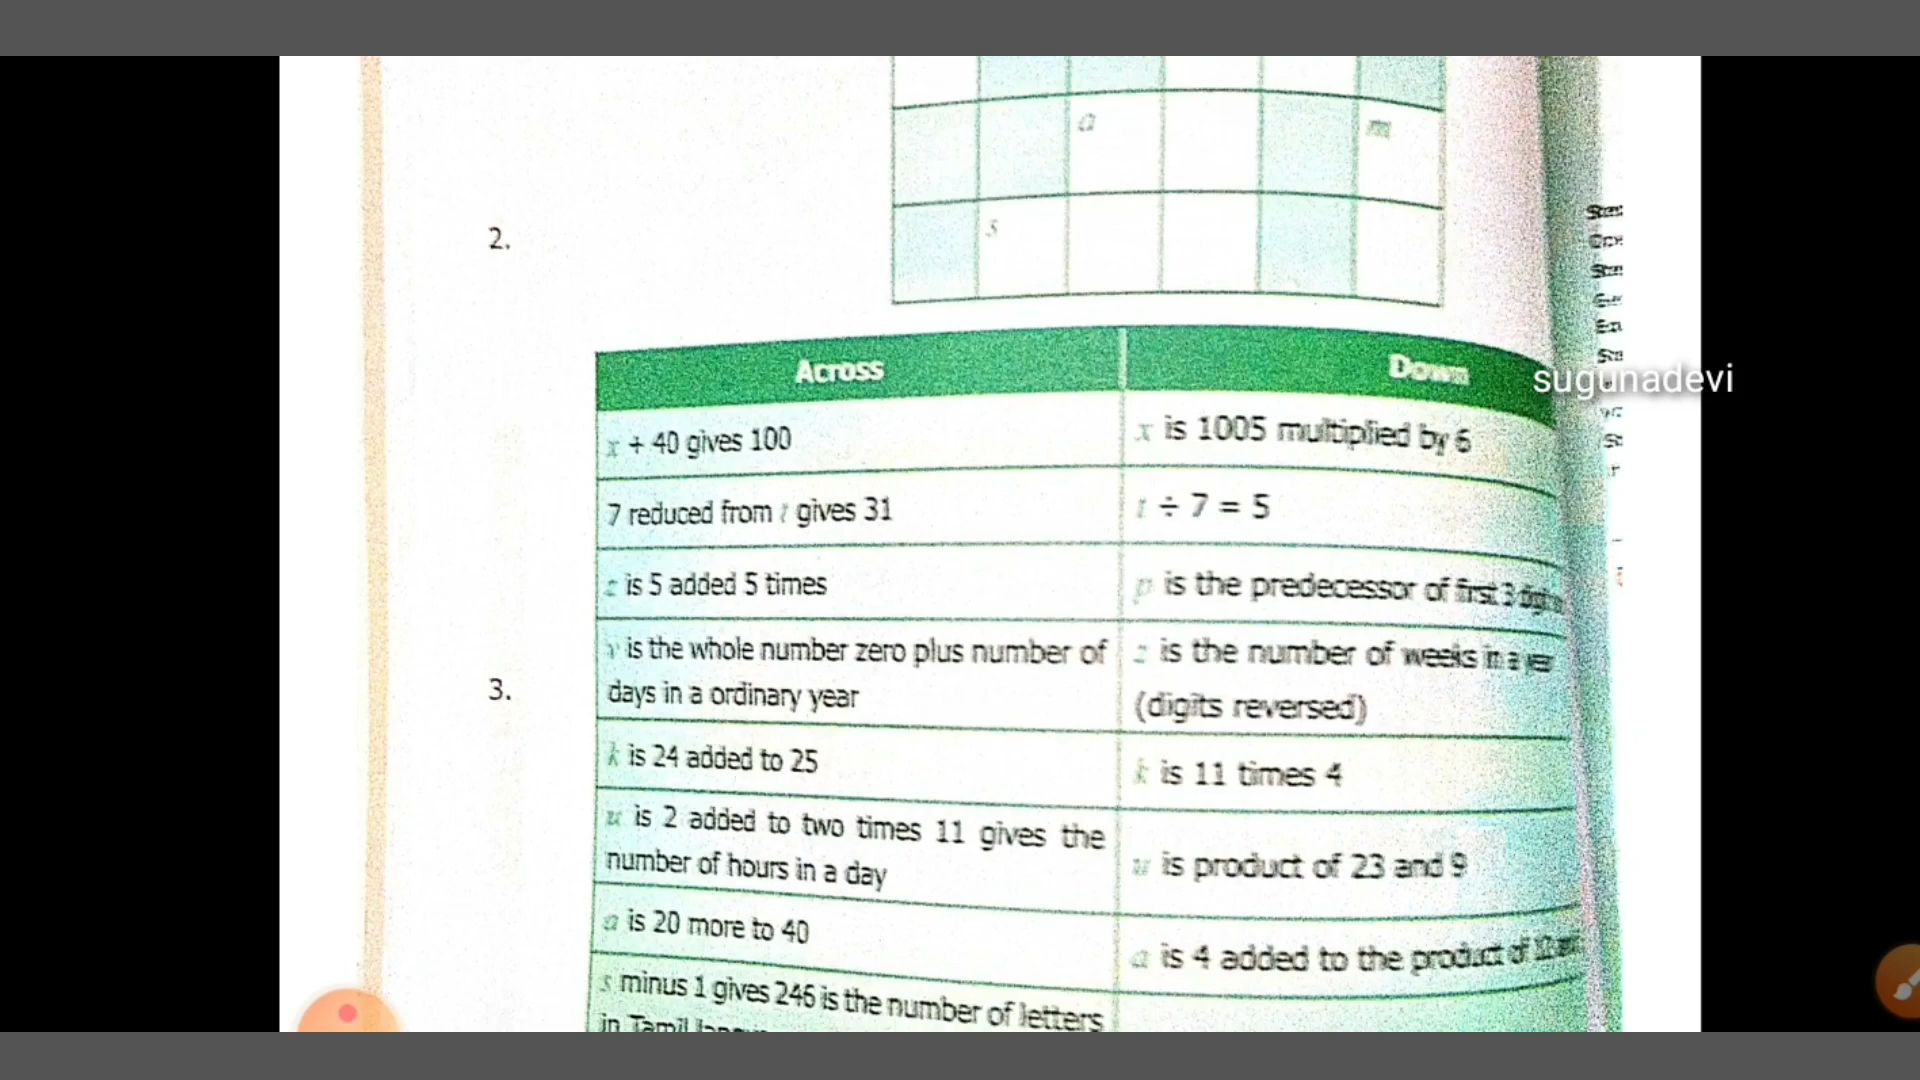 a
m
2.
s
Across
Down
sugunadevi
x + 40 gives 100
x is 1005 multiplied by 6
7 reduced from t gives 31
t ÷ 7 = 5
z is 5 added 5 times
p is the predecessor of first 3 digit
is the whole number zero plus number of
days in a ordinary year
z is the number of weeks in a year
(digits reversed)
3.
k is 24 added to 25
k is 11 times 4
u is 2 added to two times 11 gives the
number of hours in a day
u is product of 23 and 9
a is 20 more to 40
a is 4 added to the product of
s minus 1 gives 246 is the number of letters
in Tamil